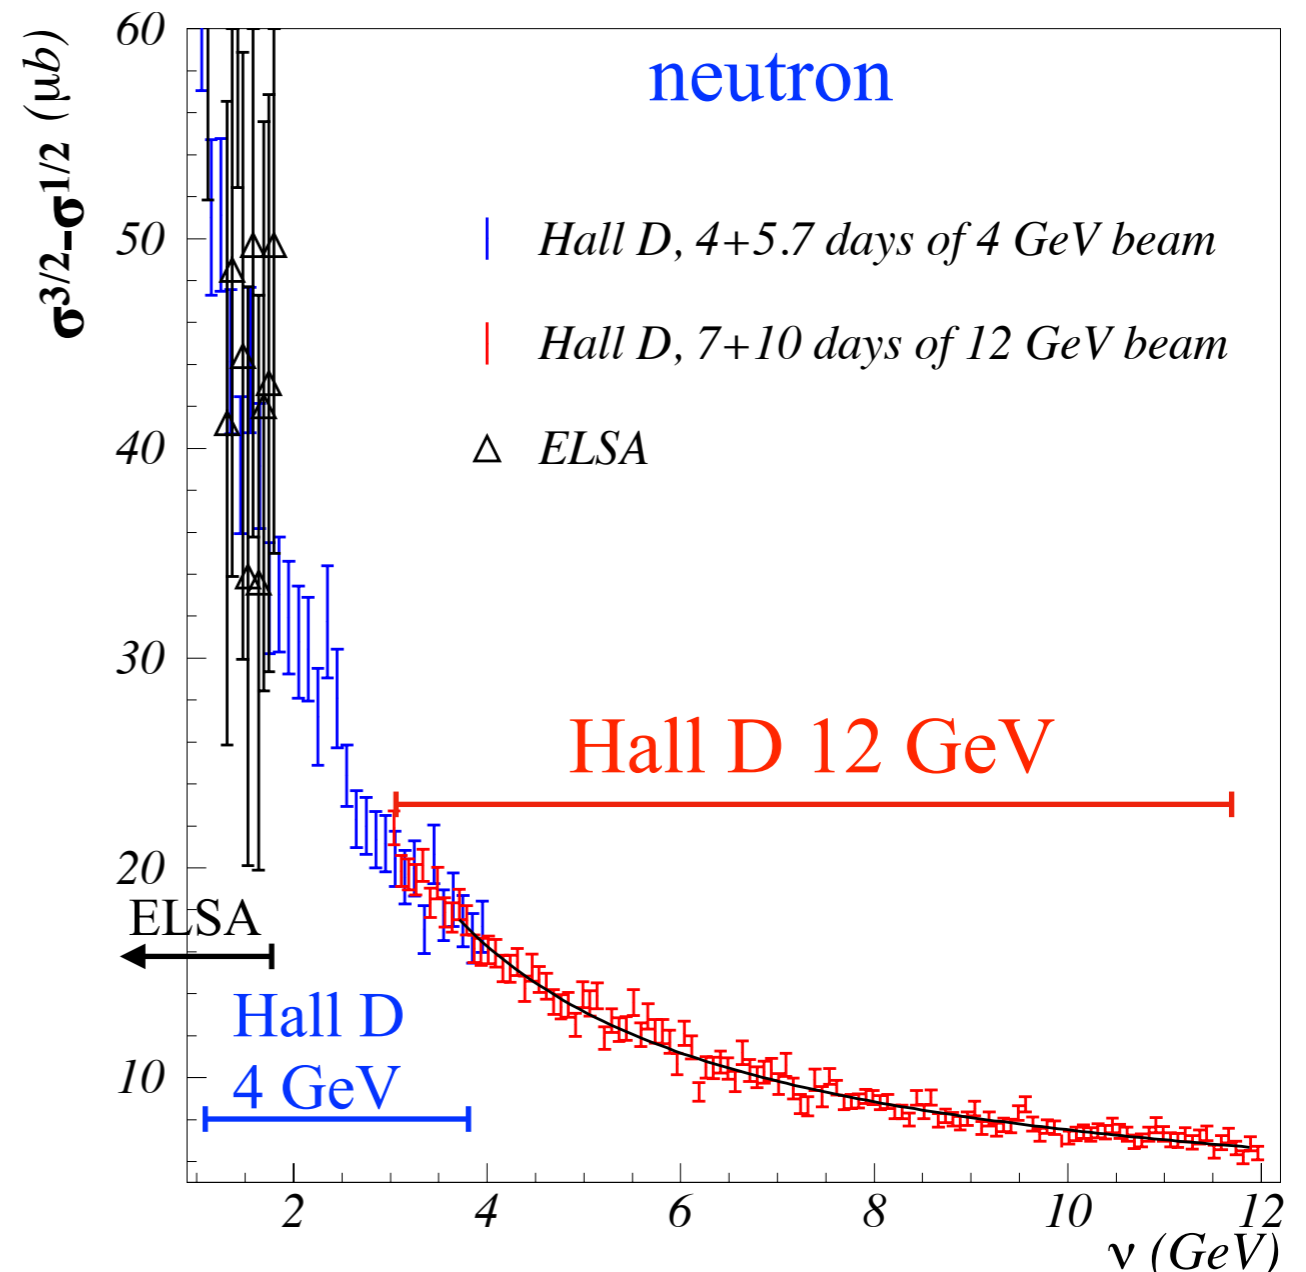 60
50
40
30
20
10
σ3/2-σ1/2 (μb)
neutron
Hall D, 4+5.7 days of 4 GeV beam
Hall D, 7+10 days of 12 GeV beam
ELSA
Hall D 12 GeV
ELSA
Hall D
4 GeV
2 4 6 8 10 12
ν (GeV)